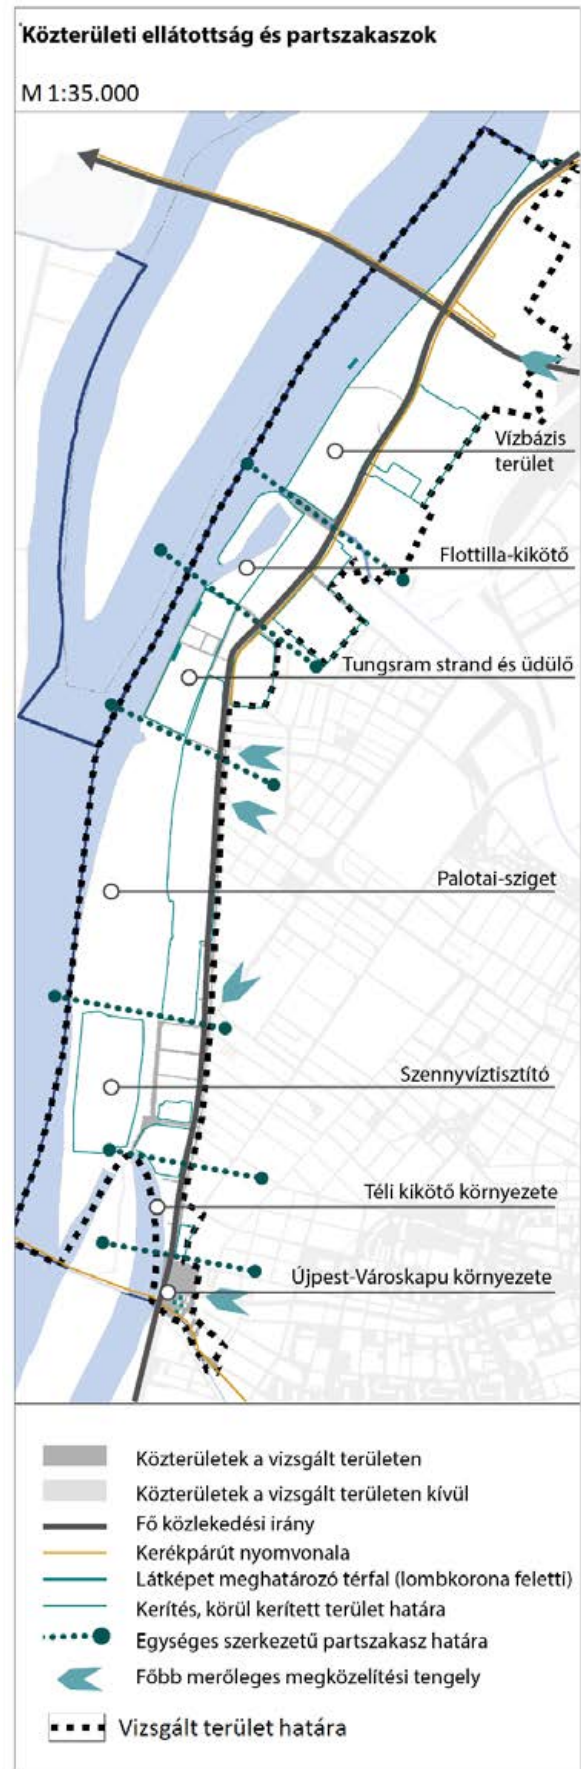 Közterületi ellátottság és partszakaszok
M 1:35.000
Vízbázis
terület
Flottilla-kikötő
Tungsram strand és üdülő
Palotai-sziget
Szennyvíztisztító
Téli kikötő környezete
Újpest-Városkapu környezete
Közterületek a vizsgált területen
Közterületek a vizsgált területen kívül
Fő közlekedési irány
Kerékpárút nyomvonala
Látképet meghatározó térfal (lombkorona feletti)
Kerítés, körül kerített terület határa
Egységes szerkezetű partszakasz határa
Főbb merőleges megközelítési tengely
Vizsgált terület határa